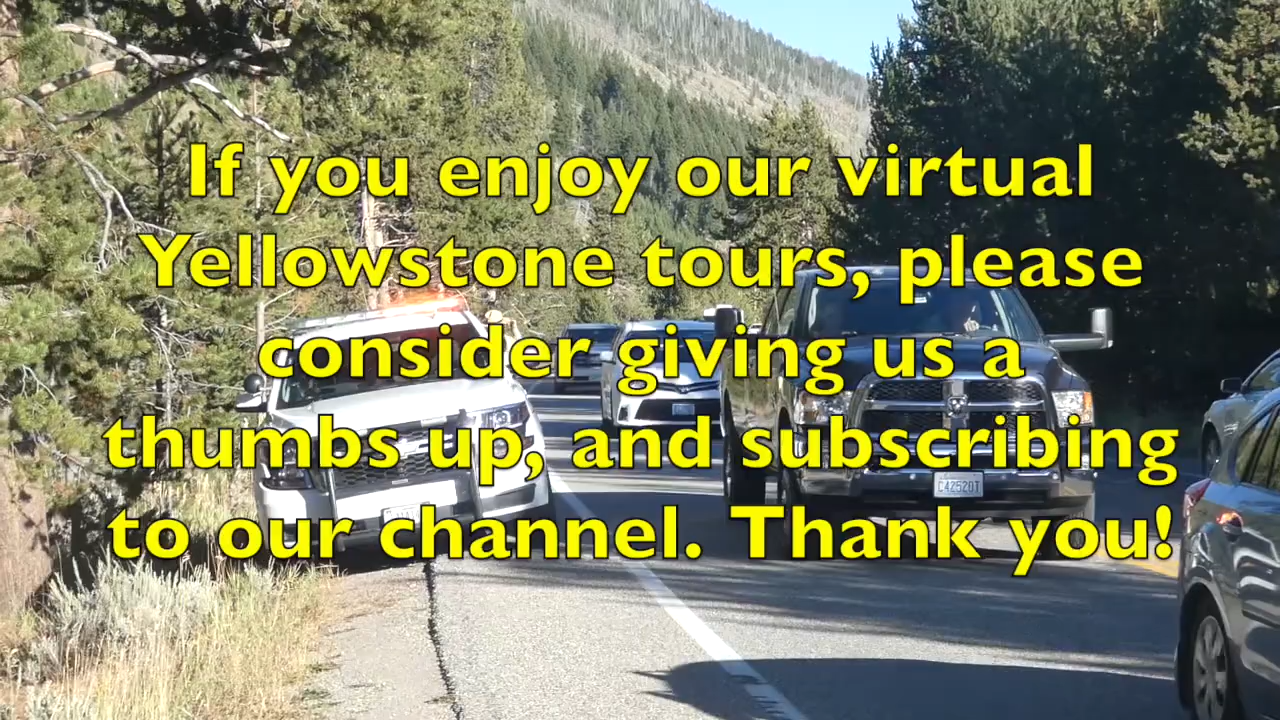 If you enjoy our virtual
Yellowstone tours, please
consider giving us a
thumbs up, and subscribing
to our channel. Thank you!
C42520T